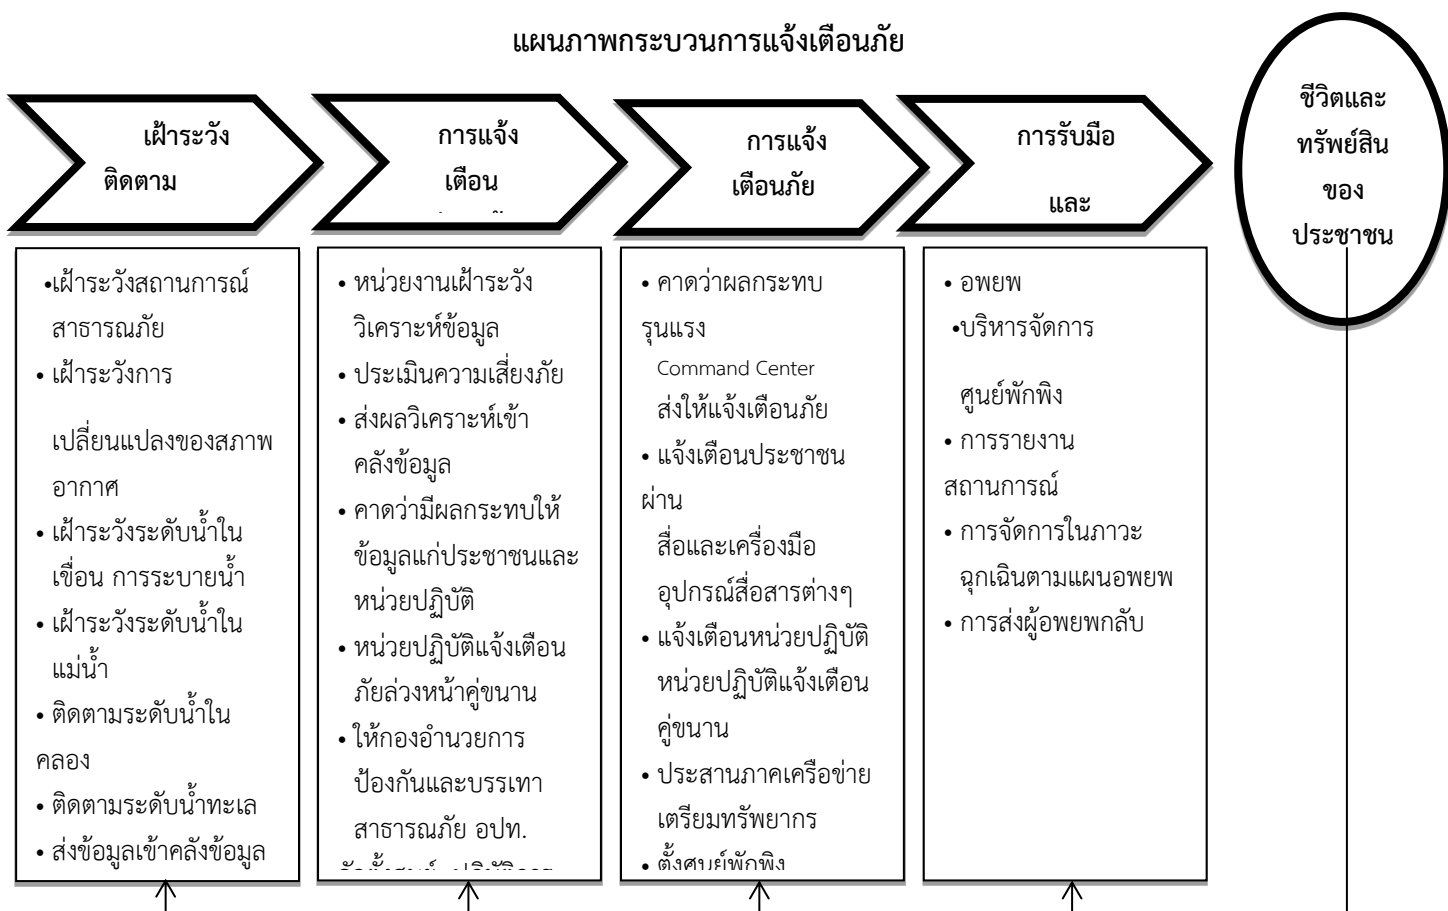 แผนภาพกระบวนการแจ้งเตือนภัย
เฝ้าระวัง
ติดตาม
การแจ้ง
เตือน
การแจ้ง
เตือนภัย
การรับมือ
และ
ชีวิตและ
ทรัพย์สิน
ของ
ประชาชน
•เฝ้าระวังสถานการณ์
สาธารณภัย
• เฝ้าระวังการ
เปลี่ยนแปลงของสภาพ
อากาศ
• เฝ้าระวังระดับน้ำใน
เขื่อน การระบายน้ำ
• เฝ้าระวังระดับน้ำใน
แม่น้ำ
• ติดตามระดับน้ำใน
คลอง
• ติดตามระดับน้ำทะเล
• ส่งข้อมูลเข้าคลังข้อมูล
• หน่วยงานเฝ้าระวัง
วิเคราะห์ข้อมูล
• ประเมินความเสี่ยงภัย
• ส่งผลวิเคราะห์เข้า
คลังข้อมูล
• คาดว่ามีผลกระทบให้
ข้อมูลแก่ประชาชนและ
หน่วยปฏิบัติ
• หน่วยปฏิบัติแจ้งเตือน
ภัยล่วงหน้าคู่ขนาน
• ให้กองอำนวยการ
ป้องกันและบรรเทา
สาธารณภัย อปท.
• คาดว่าผลกระทบ
รุนแรง
Command Center
ส่งให้แจ้งเตือนภัย
• แจ้งเตือนประชาชน
ผ่าน
สื่อและเครื่องมือ
อุปกรณ์สื่อสารต่างๆ
• แจ้งเตือนหน่วยปฏิบัติ
หน่วยปฏิบัติแจ้งเตือน
คู่ขนาน
• ประสานภาคเครือข่าย
เตรียมทรัพยากร
• ตั้งศูนย์พักพิง
• อพยพ
•บริหารจัดการ
ศูนย์พักพิง
• การรายงาน
สถานการณ์
• การจัดการในภาวะ
ฉุกเฉินตามแผนอพยพ
• การส่งผู้อพยพกลับ